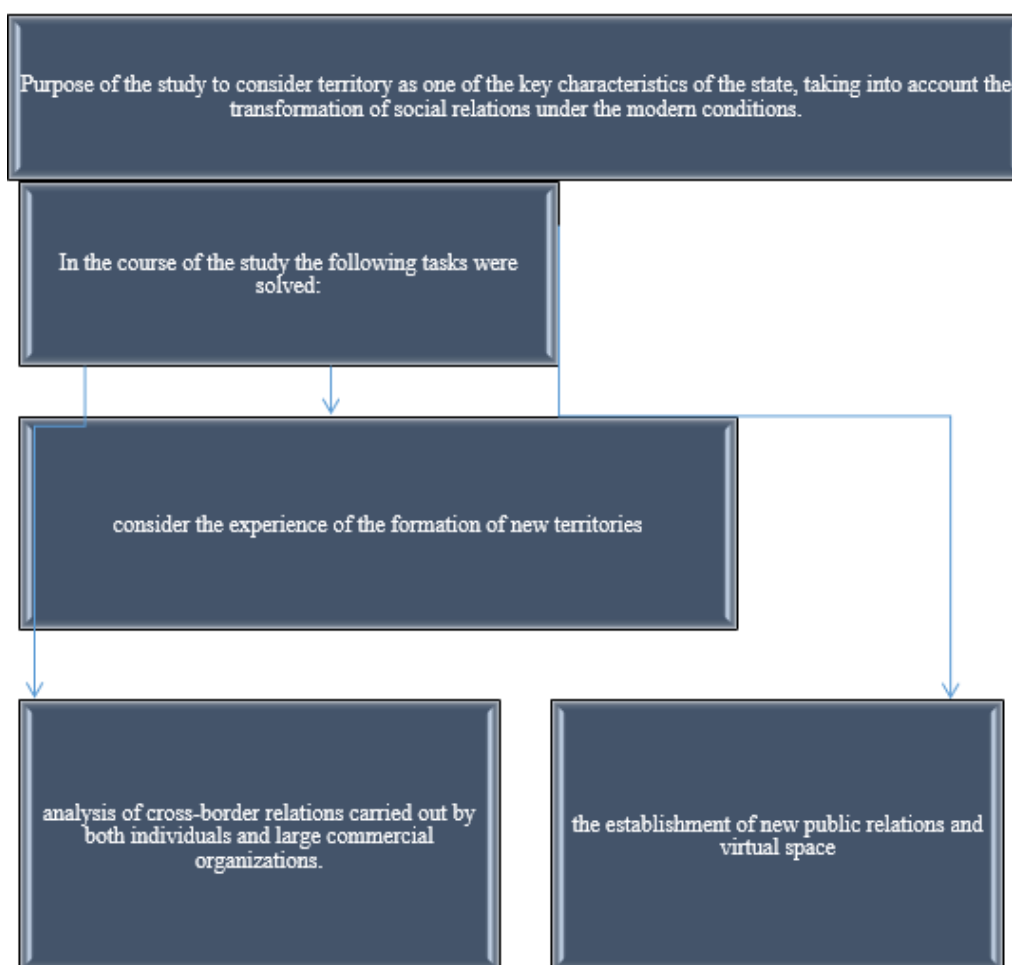 Purpose of the study to consider territory as one of the key characteristics of the state, taking into account the
transformation of social relations under the modern conditions.
In the course of the study the following tasks were
solved:
consider the experience of the formation of new territories
analysis of cross-border relations carried out by
both individuals and large commercial
organizations.
the establishment of new public relations and
virtual space